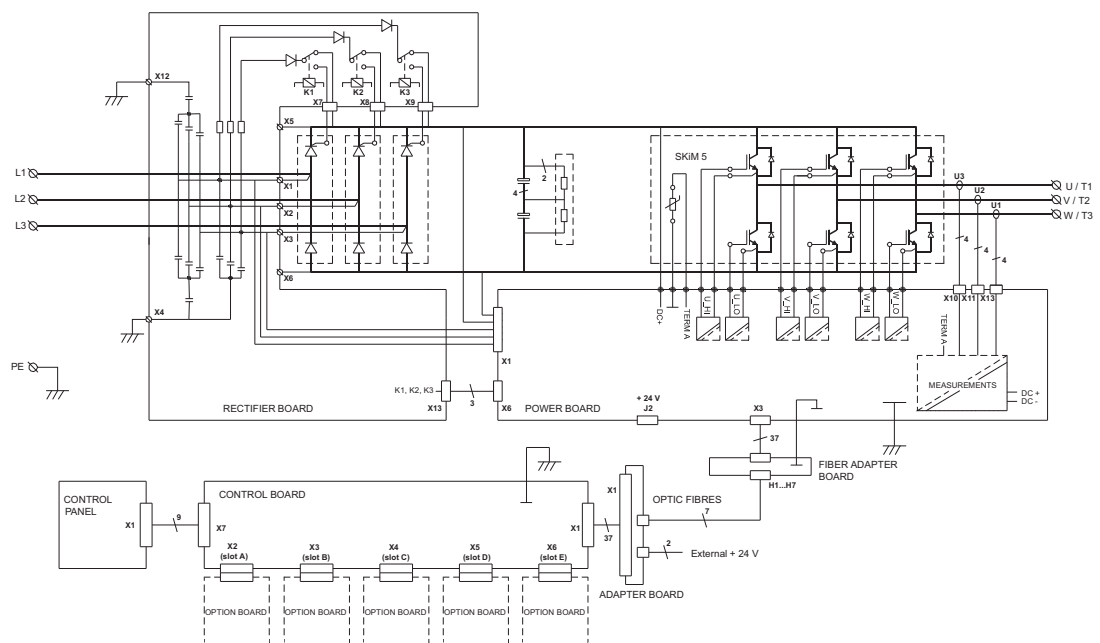 X12
K1
K2
K3
X7
X8
X9
X5
SKiM 5
L1
X1
L2
X2
L3
X3
X6
U3
U / T1
U2
V / T2
U1
W / T3
2
4
4
4
4
X4
DC+
TERM A
U_HI
U_LO
V_HI
V_LO
W_HI
W_LO
X10
X11
X13
TERM A
X1
PE
K1, K2, K3
3
X13
X6
RECTIFIER BOARD
POWER BOARD
+ 24 V
J2
X3
MEASUREMENTS
DC +
DC -
37
FIBER ADAPTER
BOARD
H1...H7
CONTROL
PANEL
X1
9
CONTROL BOARD
X7
X1
37
X1
OPTIC FIBRES
7
2
External + 24 V
ADAPTER BOARD
X2
(slot A)
X3
(slot B)
X4
(slot C)
X5
(slot D)
X6
(slot E)
OPTION BOARD
OPTION BOARD
OPTION BOARD
OPTION BOARD
OPTION BOARD